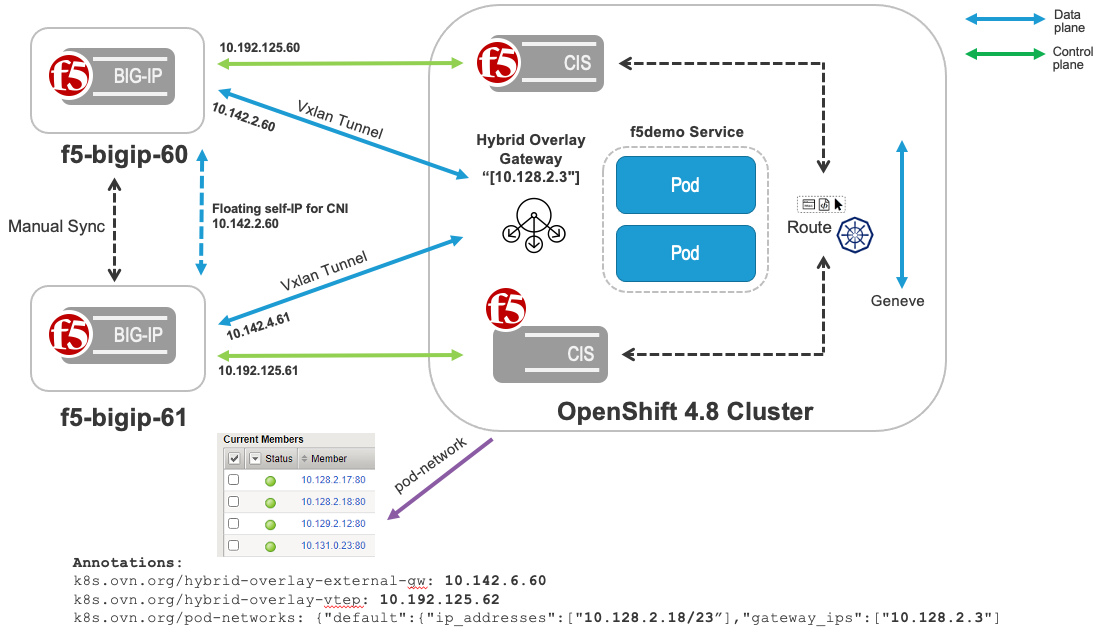 Data
plane
Control
plane
10.192.125.60
f5
BIG-IP
f5
CIS
10.142.2.60
Vxlan Tunnel
f5-bigip-60
Hybrid Overlay
Gateway
“[10.128.2.3"]
f5demo Service
Pod
Pod
Manual Sync
Floating self-IP for CNI
10.142.2.60
Route
Geneve
Vxlan Tunnel
10.142.4.61
f5
BIG-IP
f5
CIS
10.192.125.61
f5-bigip-61
OpenShift 4.8 Cluster
Current Members
Status Member
10.128.2.17:80
10.128.2.18:80
10.129.2.12:80
10.131.0.23:80
pod-network
Annotations:
k8s.ovn.org/hybrid-overlay-external-gw: 10.142.6.60
k8s.ovn.org/hybrid-overlay-vtep: 10.192.125.62
k8s.ovn.org/pod-networks: {"default":{"ip_addresses":["10.128.2.18/23”],"gateway_ips":["10.128.2.3"]